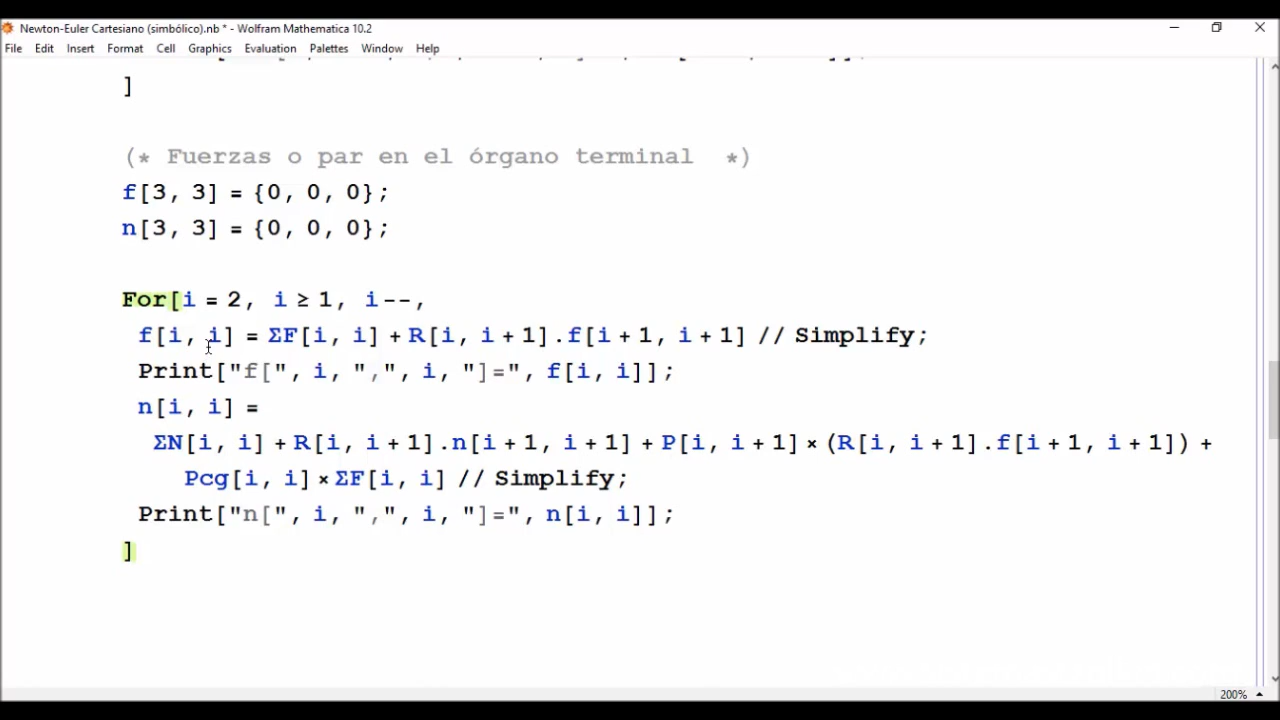 Newton-Euler Cartesiano (simbólico).nb * - Wolfram Mathematica 10.2
File Edit Insert Format Cell Graphics Evaluation Palettes Window Help
]
(* Fuerzas o par en el órgano terminal *)
f[3, 3] = {0, 0, 0};
n[3, 3] = {0, 0, 0};
For[i = 2, i ≥ 1, i--,
f[i, i] = ΣF[i, i] + R[i, i + 1].f[i + 1, i + 1] // Simplify;
Print["f[", i, ",", i, "]=", f[i, i]];
n[i, i] =
ΣN[i, i] + R[i, i + 1].n[i + 1, i + 1] + P[i, i + 1] × (R[i, i + 1].f[i + 1, i + 1]) +
Pcg[i, i] × ΣF[i, i] // Simplify;
Print["n[", i, ",", i, "]=", n[i, i]];
]
200%